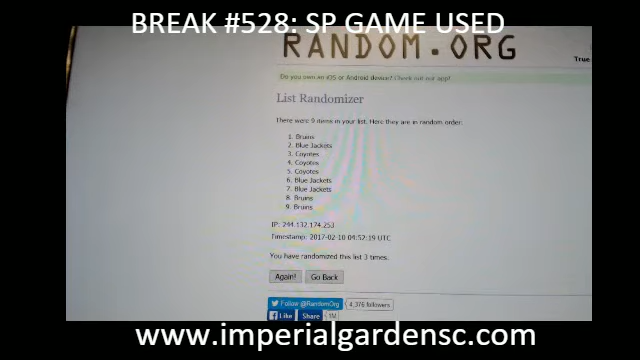 BREAK #528: SP GAME USED
RANDOM.ORG
True
Do you own an iOS or Android device? Check out our app!
List Randomizer
There were 9 items in your list. Here they are in random order:
1. Bruins
2. Blue Jackets
3. Coyotes
4. Coyotes
5. Coyotes
6. Blue Jackets
7. Blue Jackets
8. Bruins
9. Bruins
IP: 244.132.174.253
Timestamp: 2017-02-10 04:52:19 UTC
You have randomized this list 3 times.
Again! Go Back
Follow @RandomOrg 4,376 followers
Like Share 1M
www.imperialgardensc.com